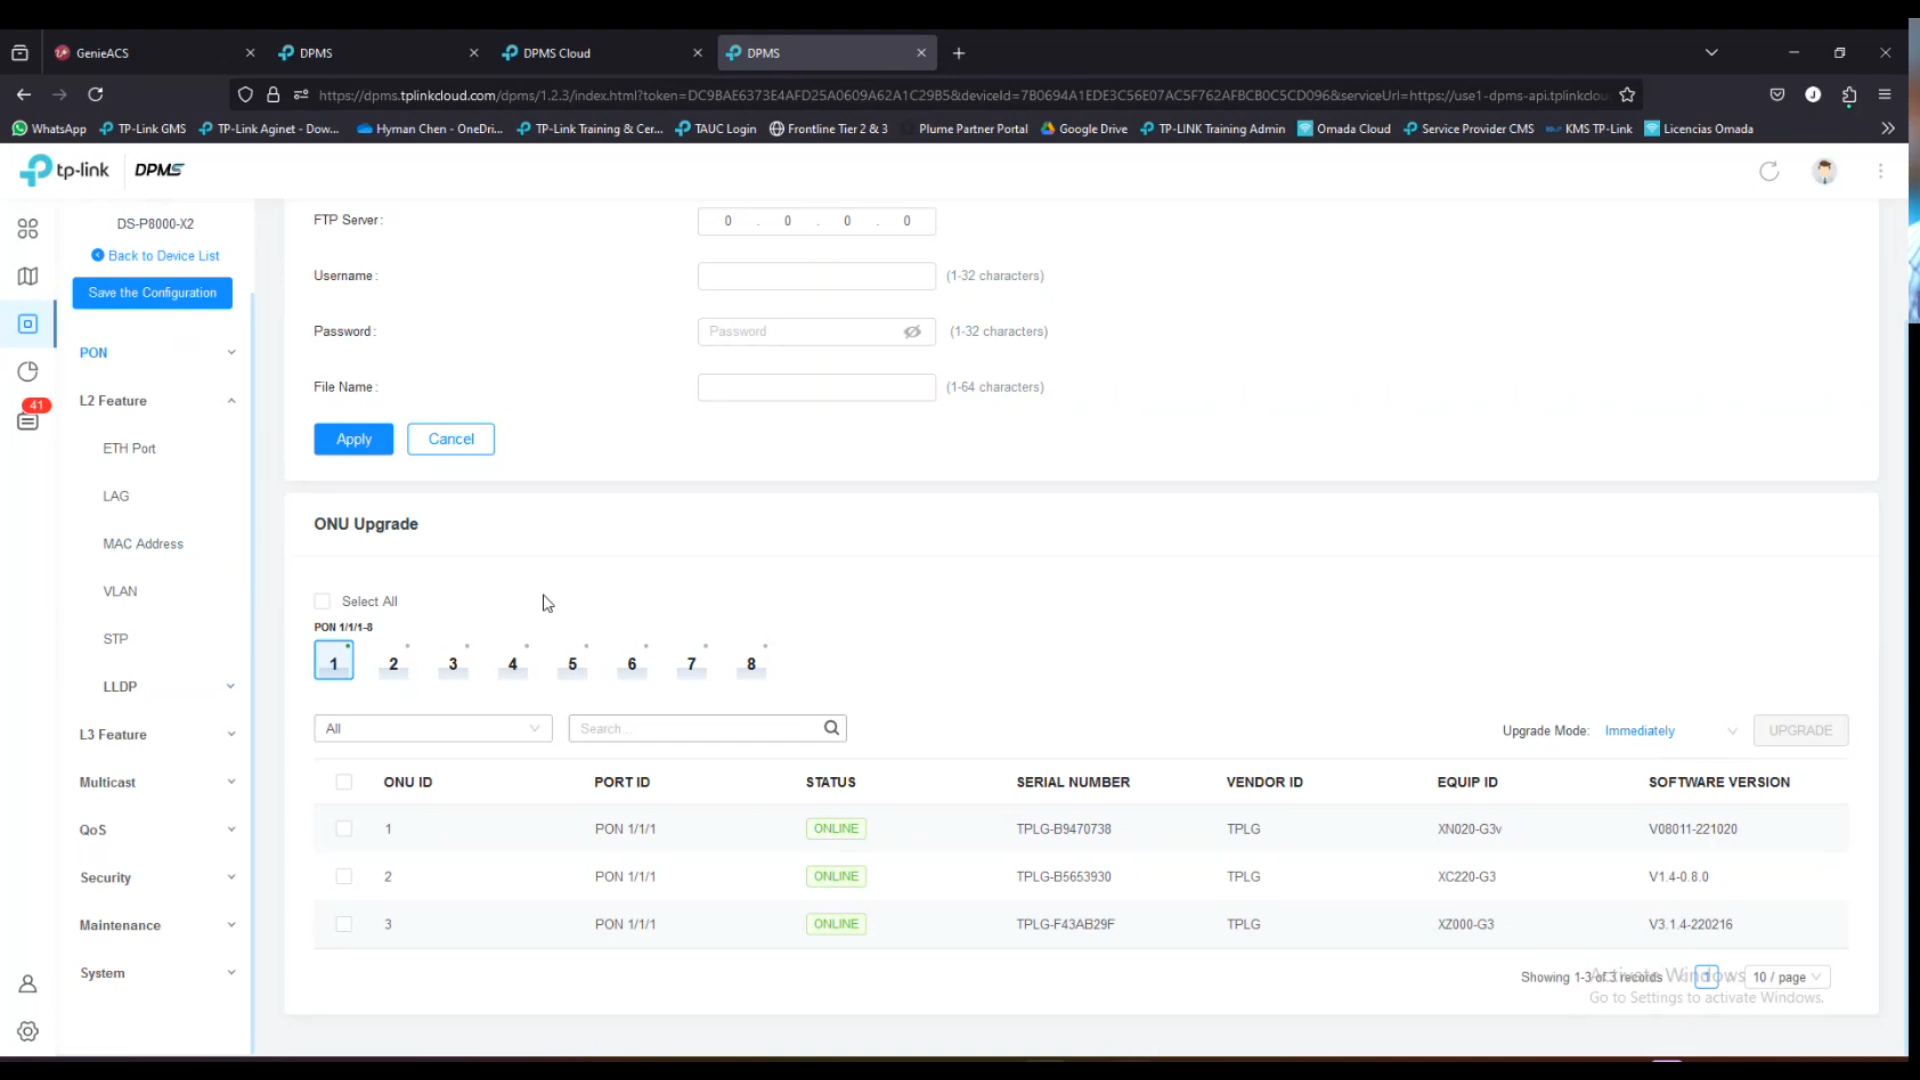 GenieACS
DPMS
DPMS Cloud
DPMS
https://dpms.tplinkcloud.com/dpms/1.2.3/index.html?token=DC9BAE6373E4AFD25A0609A62A1C29B5&deviceId=7B0694A1EDE3C56E07AC5F762AFBCB0C5CD096&serviceUrl=https://use1-dpms-api.tplinkclou
WhatsApp
TP-Link GMS
TP-Link Aginet - Dow...
Hyman Chen - OneDri...
TP-Link Training & Cer...
TAUC Login
Frontline Tier 2 & 3
Plume Partner Portal
Google Drive
TP-LINK Training Admin
Omada Cloud
Service Provider CMS
KMS TP-Link
Licencias Omada
tp-link
DPMS
DS-P8000-X2
Back to Device List
Save the Configuration
41
PON
L2 Feature
ETH Port
LAG
MAC Address
VLAN
STP
LLDP
L3 Feature
Multicast
QoS
Security
Maintenance
System
FTP Server:
0 . 0 . 0 . 0
Username:
(1-32 characters)
Password:
Password
(1-32 characters)
File Name:
(1-64 characters)
Apply
Cancel
ONU Upgrade
Select All
PON 1/1/1-8
1 2 3 4 5 6 7 8
All
Search...
Upgrade Mode: Immediately
UPGRADE
ONU ID PORT ID STATUS SERIAL NUMBER VENDOR ID EQUIP ID SOFTWARE VERSION
1 PON 1/1/1 ONLINE TPLG-B9470738 TPLG XN020-G3v V08011-221020
2 PON 1/1/1 ONLINE TPLG-B5653930 TPLG XC220-G3 V1.4-0.8.0
3 PON 1/1/1 ONLINE TPLG-F43AB29F TPLG XZ000-G3 V3.1.4-220216
Showing 1-3 of 3 records
1
10 / page
Activate Windows
Go to Settings to activate Windows.